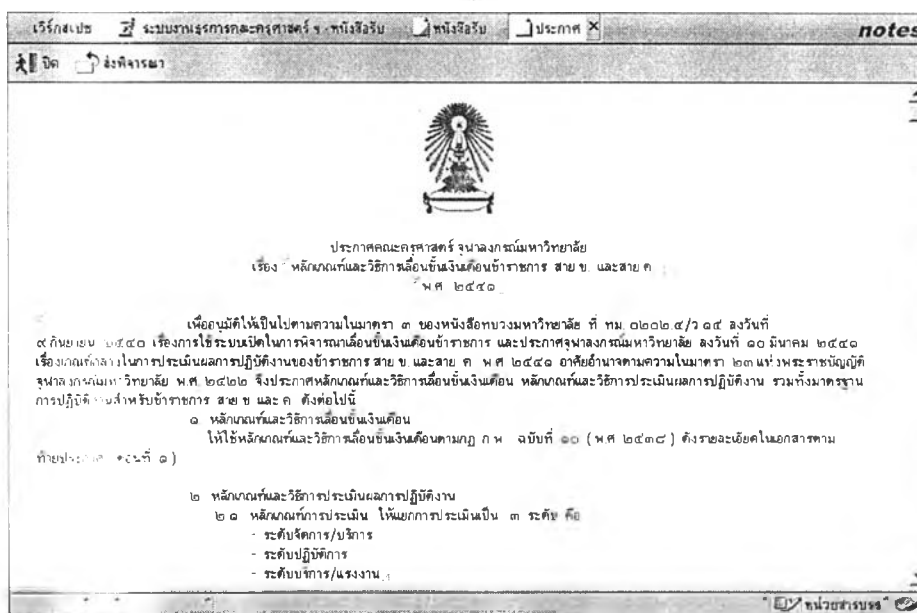 เวิร์กสเปซ ระบบงานธุรการคณะครุศาสตร์ ฯ - หนังสือรับ หนังสือรับ ประกาศ notes
ปิด ส่งพิจารณา
ประกาศคณะครุศาสตร์ จุฬาลงกรณ์มหาวิทยาลัย
เรื่อง หลักเกณฑ์และวิธีการเลื่อนขั้นเงินเดือนข้าราชการ สาย ข. และสาย ค
พ ศ ๒๕๔๑
เพื่ออนุมัติให้เป็นไปตามความในมาตรา ๓ ของหนังสือทบวงมหาวิทยาลัย ที่ ทม. ๐๒๐๒.๔/ว ๑๔ ลงวันที่
๙ กันยายน ๒๕๔๐ เรื่องการใช้ระบบเปิดในการพิจารณาเลื่อนขั้นเงินเดือนข้าราชการ และประกาศจุฬาลงกรณ์มหาวิทยาลัย ลงวันที่ ๑๐ มีนาคม ๒๕๔๑
เรื่องเกณฑ์กลางในการประเมินผลการปฏิบัติงานของข้าราชการ สาย ข. และสาย ค พ ศ ๒๕๔๑ อาศัยอำนาจตามความในมาตรา ๒๓ แห่งพระราชบัญญัติ
จุฬาลงกรณ์มหาวิทยาลัย พ.ศ. ๒๕๒๒ จึงประกาศหลักเกณฑ์และวิธีการเลื่อนขั้นเงินเดือน หลักเกณฑ์และวิธีการประเมินผลการปฏิบัติงาน รวมทั้งมาตรฐาน
การปฏิบัติงานสำหรับข้าราชการ สาย ข และ ค ดังต่อไปนี้
๑ หลักเกณฑ์และวิธีการเลื่อนขั้นเงินเดือน
ให้ใช้หลักเกณฑ์และวิธีการเลื่อนขั้นเงินเดือนตามกฎ ก พ ฉบับที่ ๑๐ ( พ.ศ ๒๕๓๘ ) ดังรายละเอียดในเอกสารตาม
ท้ายประกาศ ตอนที่ ๑ )
๒ หลักเกณฑ์และวิธีการประเมินผลการปฏิบัติงาน
๒ ๑ หลักเกณฑ์การประเมิน ให้แยกการประเมินเป็น ๓ ระดับ คือ
- ระดับจัดการ/บริการ
- ระดับปฏิบัติการ
- ระดับบริการ/แรงงาน
หน่วยสารบรรณ